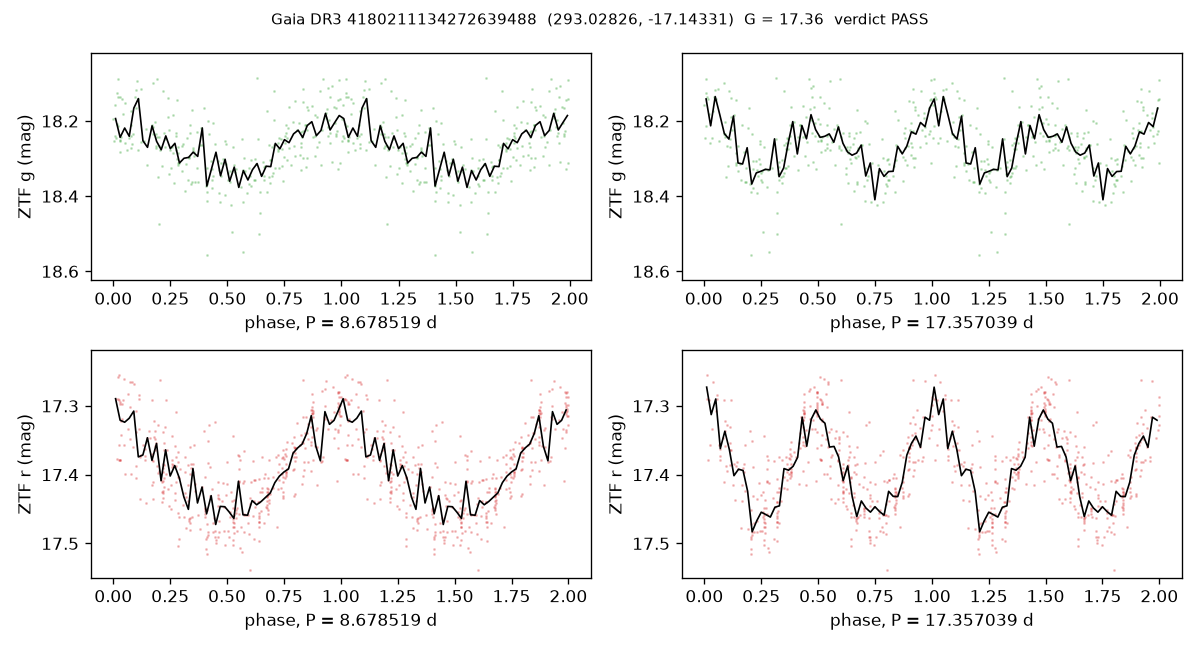 Gaia DR3 4180211134272639488 (293.02826, -17.14331) G = 17.36 verdict PASS
ZTF g (mag)
18.2
18.4
18.6
0.00 0.25 0.50 0.75 1.00 1.25 1.50 1.75 2.00
phase, P = 8.678519 d
ZTF g (mag)
18.2
18.4
18.6
0.00 0.25 0.50 0.75 1.00 1.25 1.50 1.75 2.00
phase, P = 17.357039 d
ZTF r (mag)
17.3
17.4
17.5
0.00 0.25 0.50 0.75 1.00 1.25 1.50 1.75 2.00
phase, P = 8.678519 d
ZTF r (mag)
17.3
17.4
17.5
0.00 0.25 0.50 0.75 1.00 1.25 1.50 1.75 2.00
phase, P = 17.357039 d